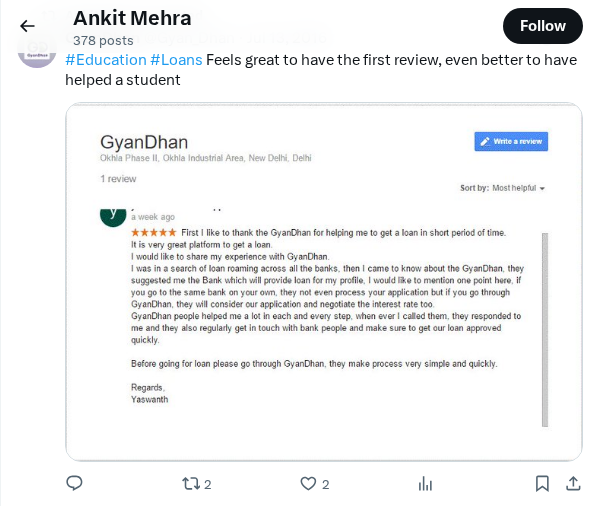 Ankit Mehra
378 posts
Follow
#Education #Loans Feels great to have the first review, even better to have
helped a student
GyanDhan
Okhla Phase II, Okhla Industrial Area, New Delhi, Delhi
Write a review
1 review
Sort by: Most helpful
y
a week ago
First I like to thank the GyanDhan for helping me to get a loan in short period of time.
It is very great platform to get a loan.
I would like to share my experience with GyanDhan.
I was in a search of loan roaming across all the banks, then I came to know about the GyanDhan, they
suggested me the Bank which will provide loan for my profile, I would like to mention one point here, if
you go to the same bank on your own, they not even process your application but if you go through
GyanDhan, they will consider our application and negotiate the interest rate too.
GyanDhan people helped me a lot in each and every step, when ever I called them, they responded to
me and they also regularly get in touch with bank people and make sure to get our loan approved
quickly.
Before going for loan please go through GyanDhan, they make process very simple and quickly.
Regards,
Yaswanth
2
2